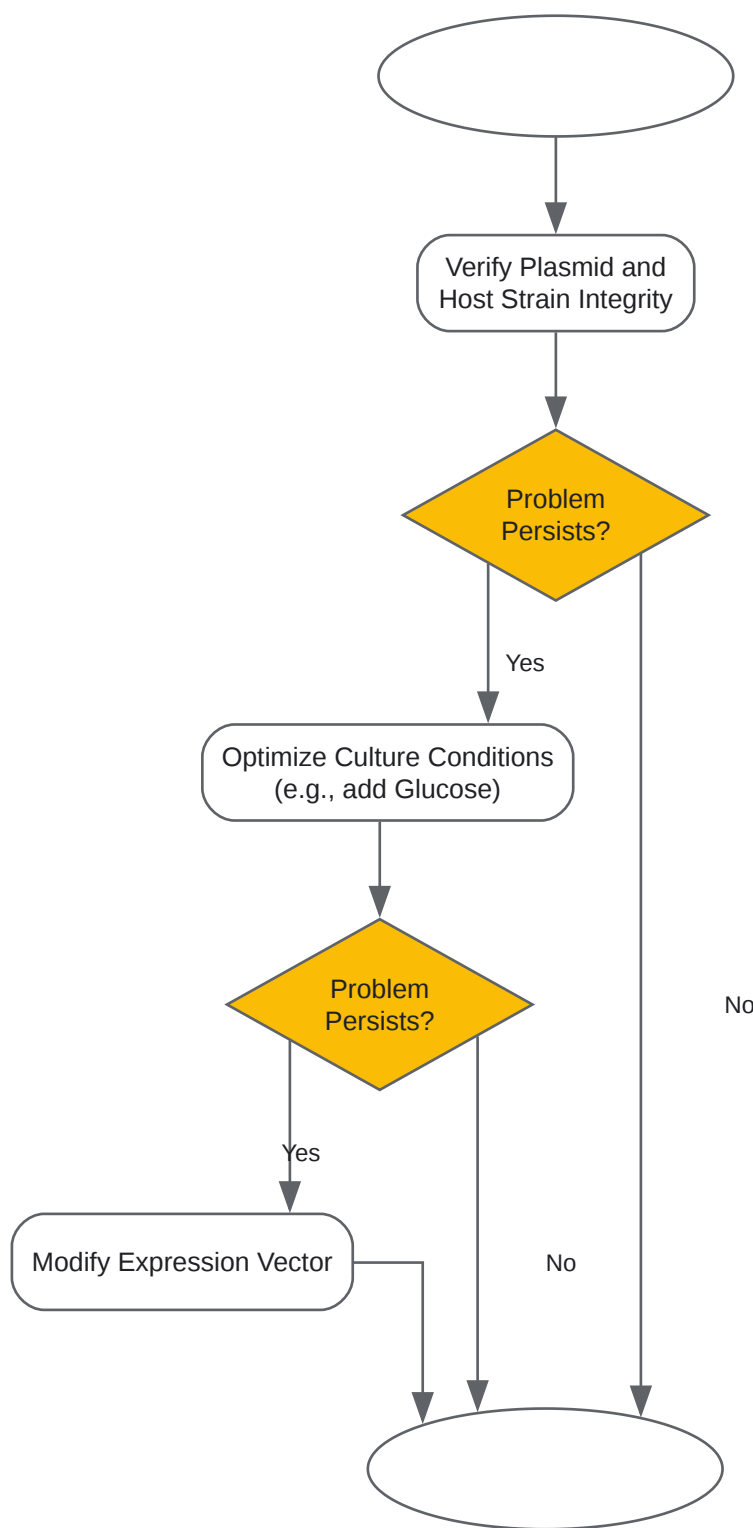 Verify Plasmid and
Host Strain Integrity
Problem
Persists?
Yes
Optimize Culture Conditions
(e.g., add Glucose)
Problem
Persists?
No
Yes
Modify Expression Vector
No